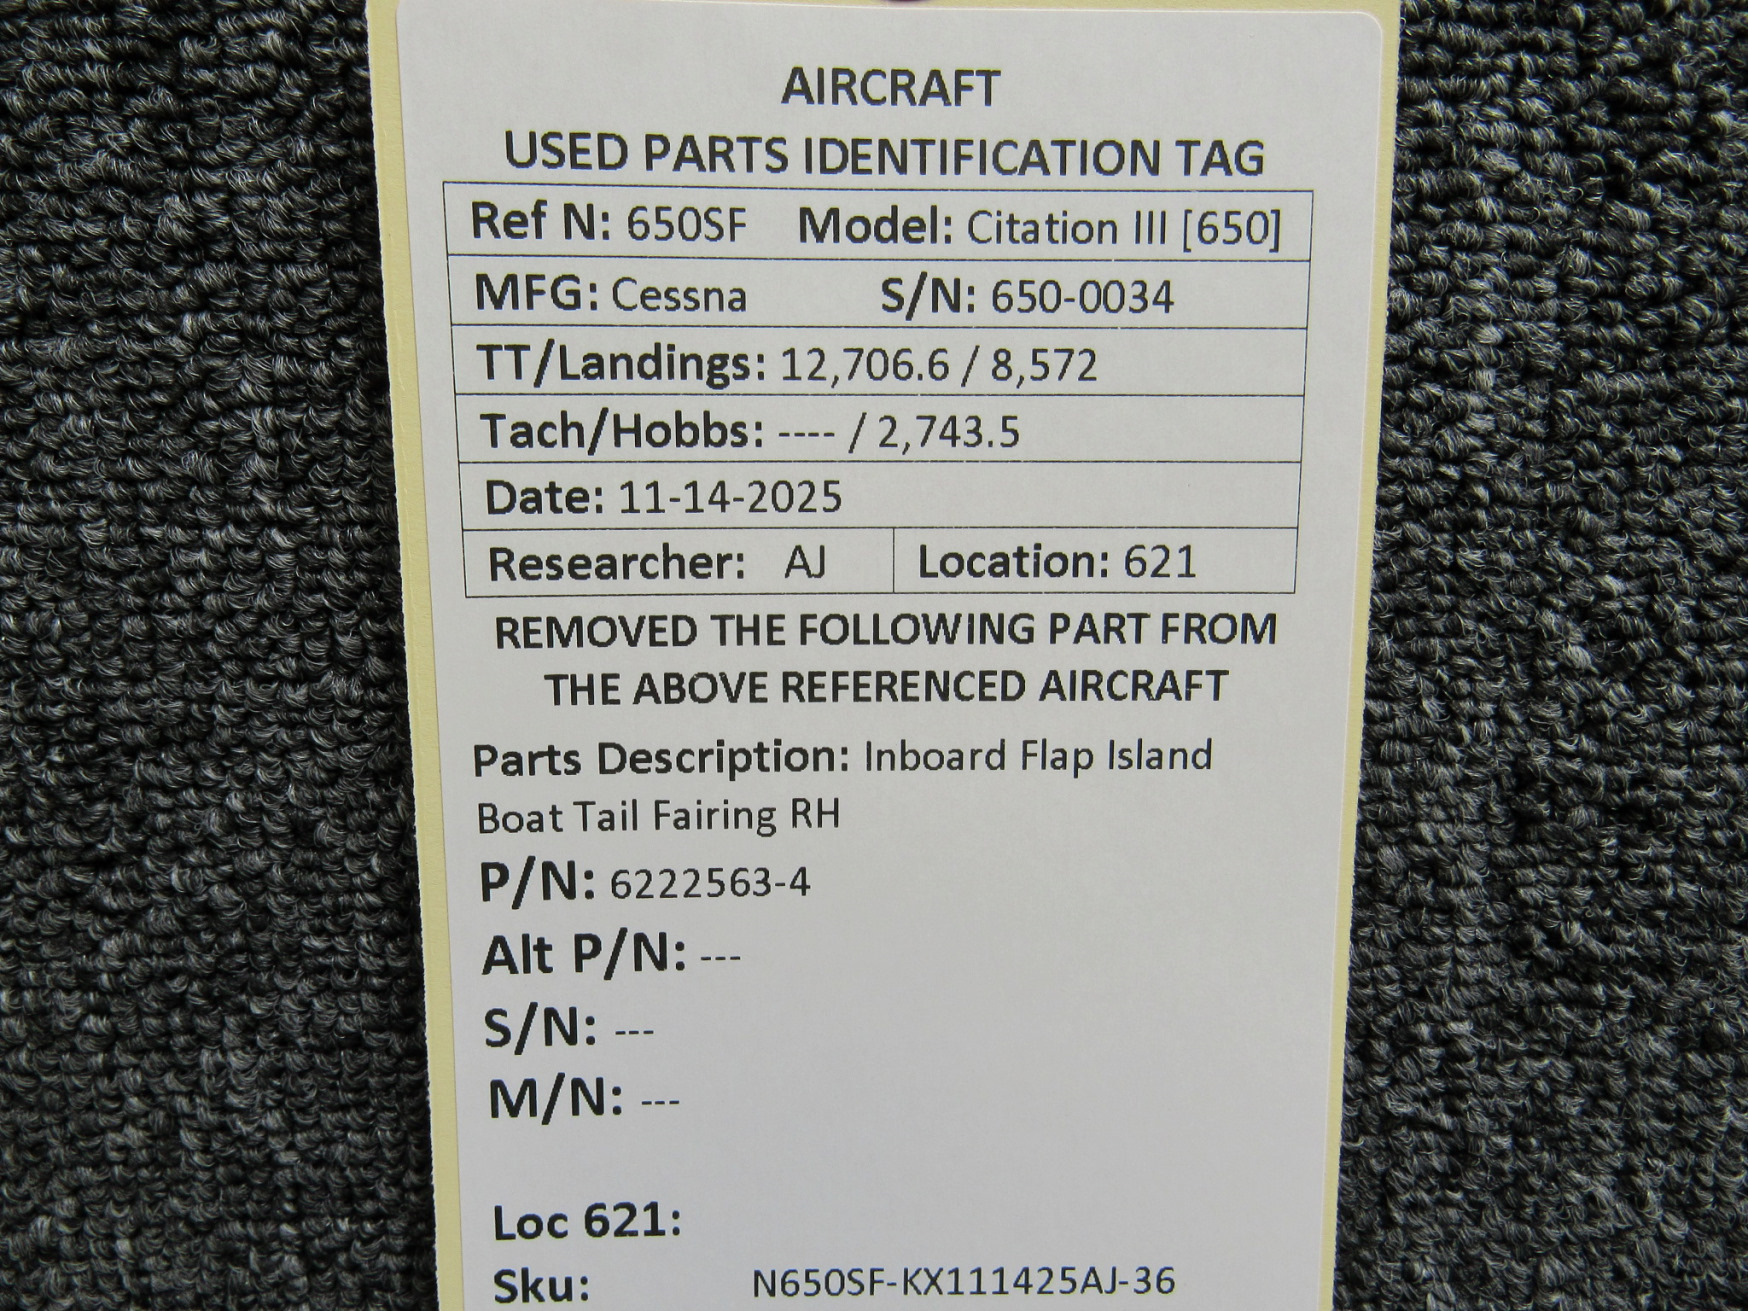 AIRCRAFT
USED PARTS IDENTIFICATION TAG
Ref N: 650SF Model: Citation III [650]
MFG: Cessna S/N: 650-0034
TT/Landings: 12,706.6 / 8,572
Tach/Hobbs: ---- / 2,743.5
Date: 11-14-2025
Researcher: AJ Location: 621
REMOVED THE FOLLOWING PART FROM
THE ABOVE REFERENCED AIRCRAFT
Parts Description: Inboard Flap Island
Boat Tail Fairing RH
P/N: 6222563-4
Alt P/N: ---
S/N: ---
M/N: ---
Loc 621:
Sku: N650SF-KX111425AJ-36